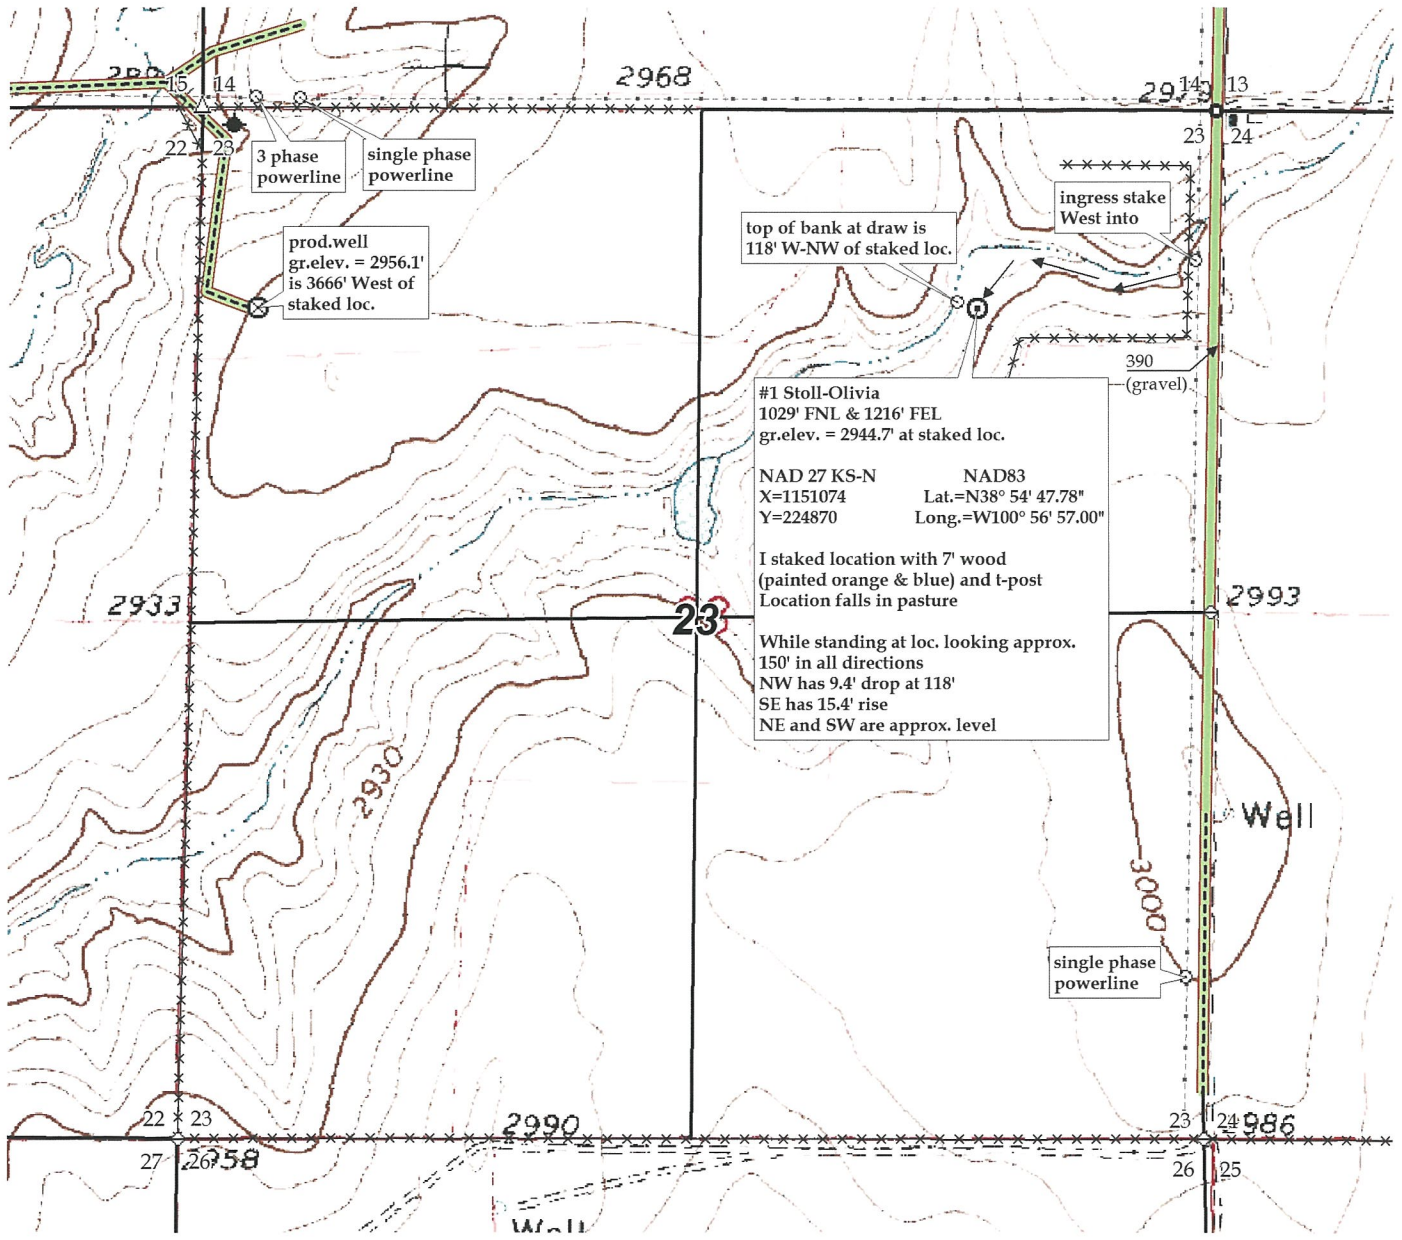 2968
15 14
14 13
22 23
23 24
3 phase
powerline
single phase
powerline
ingress stake
West into
top of bank at draw is
118' W-NW of staked loc.
prod.well
gr.elev. = 2956.1'
is 3666' West of
staked loc.
390
(gravel)
#1 Stoll-Olivia
1029' FNL & 1216' FEL
gr.elev. = 2944.7' at staked loc.
NAD 27 KS-N NAD83
X=1151074 Lat.=N38° 54' 47.78"
Y=224870 Long.=W100° 56' 57.00"
I staked location with 7' wood
(painted orange & blue) and t-post
Location falls in pasture
While standing at loc. looking approx.
150' in all directions
NW has 9.4' drop at 118'
SE has 15.4' rise
NE and SW are approx. level
2933
23
2993
2930
Well
3000
single phase
powerline
22 23
2990
23 24
2986
27 26
2958
26 25
Well